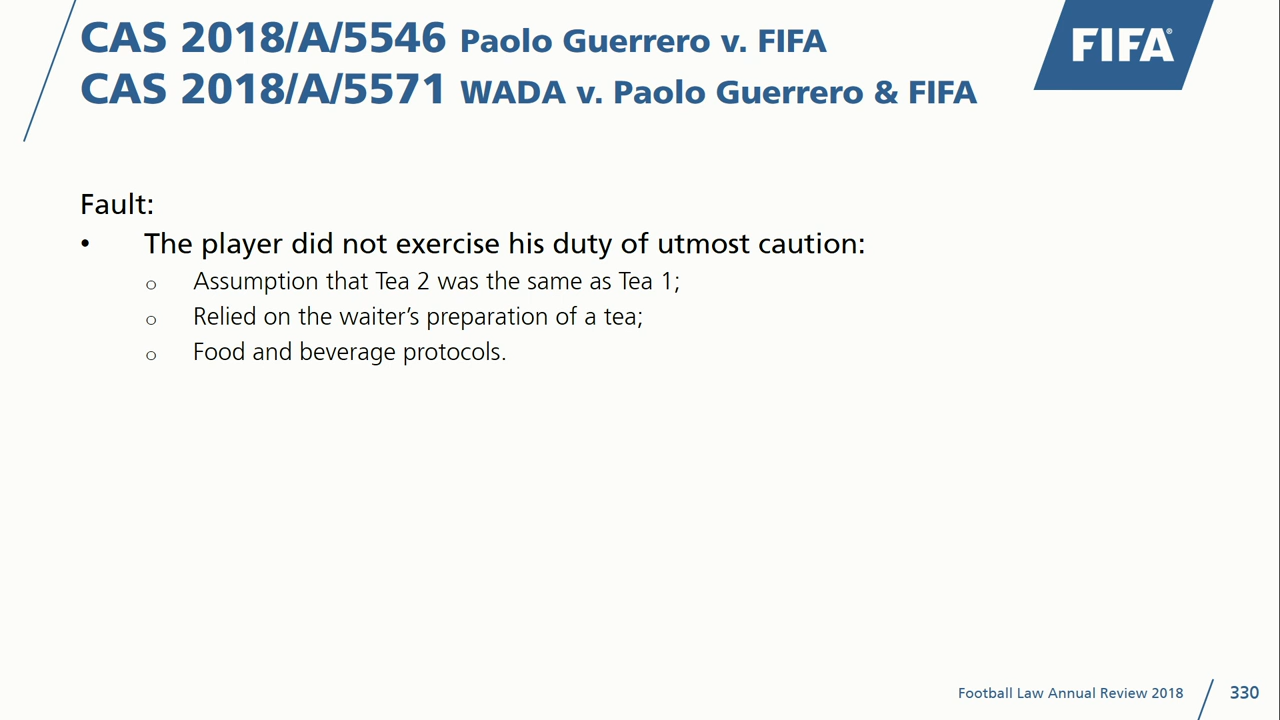 CAS 2018/A/5546 Paolo Guerrero v. FIFA
CAS 2018/A/5571 WADA v. Paolo Guerrero & FIFA
FIFA®
Fault:
• The player did not exercise his duty of utmost caution:
o Assumption that Tea 2 was the same as Tea 1;
o Relied on the waiter’s preparation of a tea;
o Food and beverage protocols.
Football Law Annual Review 2018 330